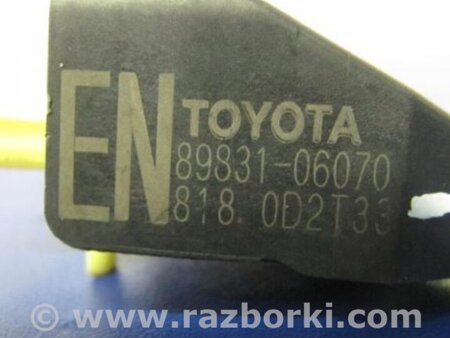 EN TOYOTA
89831-06070
818. 0D2T33
© www.razborki.com